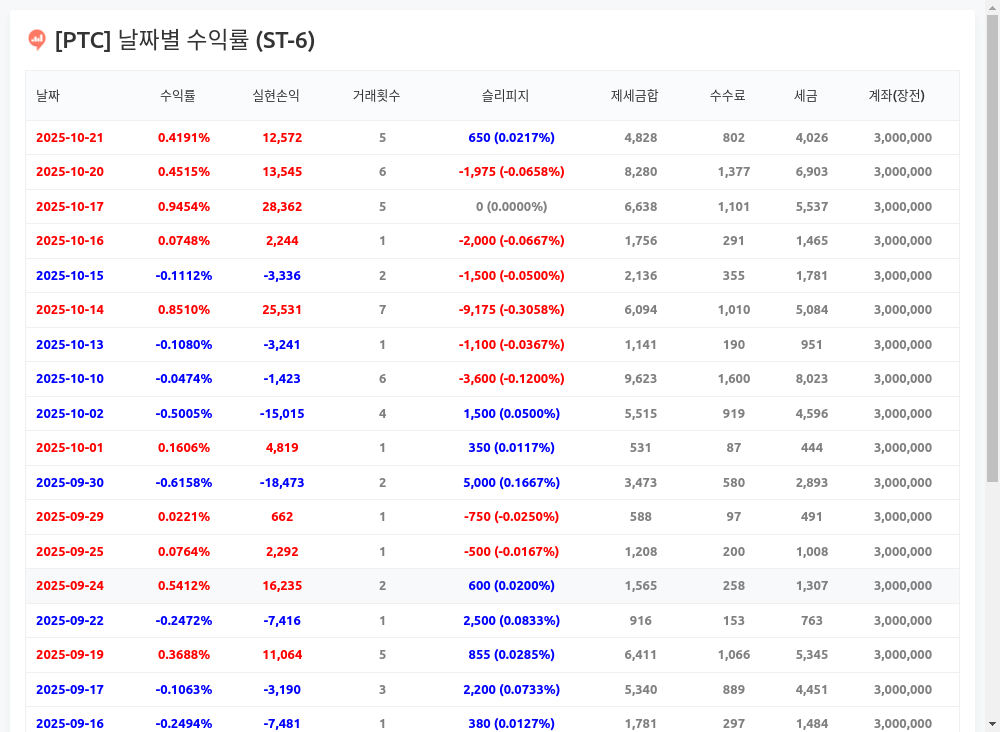 [PTC] 날짜별 수익률 (ST-6)
날짜 수익률 실현손익 거래횟수 슬리피지 제세금합 수수료 세금 계좌(장전)
2025-10-21 0.4191% 12,572 5 650 (0.0217%) 4,828 802 4,026 3,000,000
2025-10-20 0.4515% 13,545 6 -1,975 (-0.0658%) 8,280 1,377 6,903 3,000,000
2025-10-17 0.9454% 28,362 5 0 (0.0000%) 6,638 1,101 5,537 3,000,000
2025-10-16 0.0748% 2,244 1 -2,000 (-0.0667%) 1,756 291 1,465 3,000,000
2025-10-15 -0.1112% -3,336 2 -1,500 (-0.0500%) 2,136 355 1,781 3,000,000
2025-10-14 0.8510% 25,531 7 -9,175 (-0.3058%) 6,094 1,010 5,084 3,000,000
2025-10-13 -0.1080% -3,241 1 -1,100 (-0.0367%) 1,141 190 951 3,000,000
2025-10-10 -0.0474% -1,423 6 -3,600 (-0.1200%) 9,623 1,600 8,023 3,000,000
2025-10-02 -0.5005% -15,015 4 1,500 (0.0500%) 5,515 919 4,596 3,000,000
2025-10-01 0.1606% 4,819 1 350 (0.0117%) 531 87 444 3,000,000
2025-09-30 -0.6158% -18,473 2 5,000 (0.1667%) 3,473 580 2,893 3,000,000
2025-09-29 0.0221% 662 1 -750 (-0.0250%) 588 97 491 3,000,000
2025-09-25 0.0764% 2,292 1 -500 (-0.0167%) 1,208 200 1,008 3,000,000
2025-09-24 0.5412% 16,235 2 600 (0.0200%) 1,565 258 1,307 3,000,000
2025-09-22 -0.2472% -7,416 1 2,500 (0.0833%) 916 153 763 3,000,000
2025-09-19 0.3688% 11,064 5 855 (0.0285%) 6,411 1,066 5,345 3,000,000
2025-09-17 -0.1063% -3,190 3 2,200 (0.0733%) 5,340 889 4,451 3,000,000
2025-09-16 -0.2494% -7,481 1 380 (0.0127%) 1,781 297 1,484 3,000,000